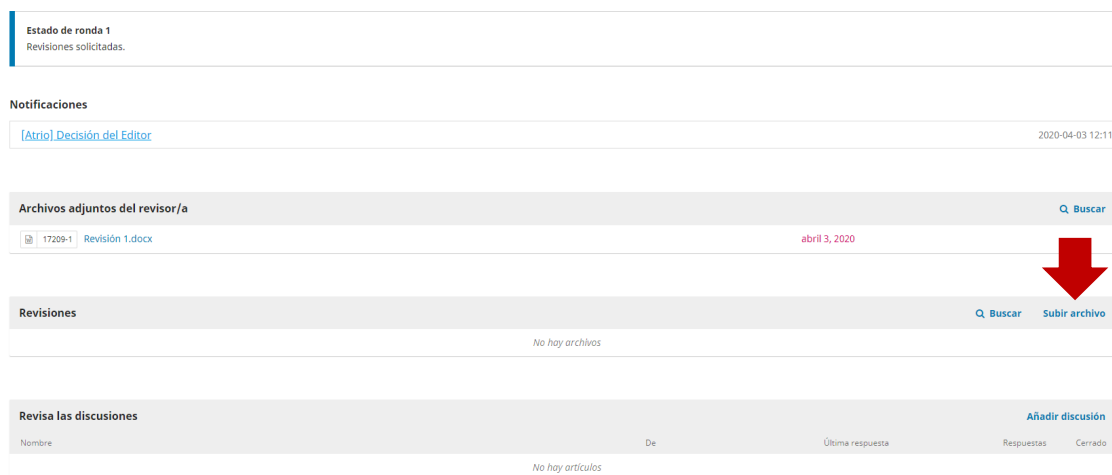 Estado de ronda 1
Revisiones solicitadas.
Notificaciones
[Atrio] Decisión del Editor 2020-04-03 12:11
Archivos adjuntos del revisor/a Buscar
17209-1 Revisión 1.docx abril 3, 2020
Revisiones Buscar Subir archivo
No hay archivos
Revisa las discusiones Añadir discusión
Nombre De Última respuesta Respuestas Cerrado
No hay artículos